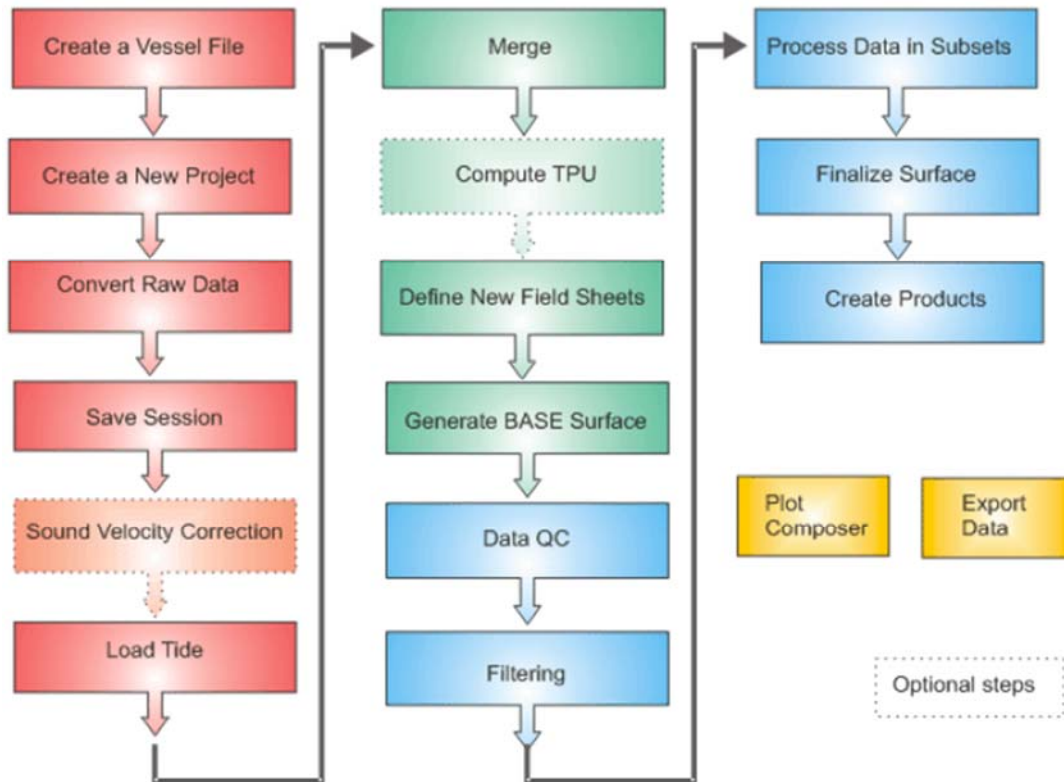 Create a Vessel File
Create a New Project
Convert Raw Data
Save Session
Sound Velocity Correction
Load Tide
Merge
Compute TPU
Define New Field Sheets
Generate BASE Surface
Data QC
Filtering
Process Data in Subsets
Finalize Surface
Create Products
Plot
Composer
Export
Data
Optional steps